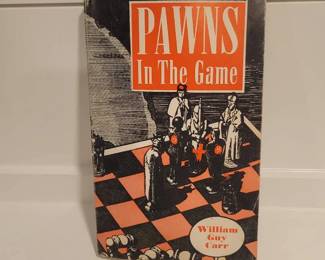 PAWNS
In The Game
William
Guy
Carr